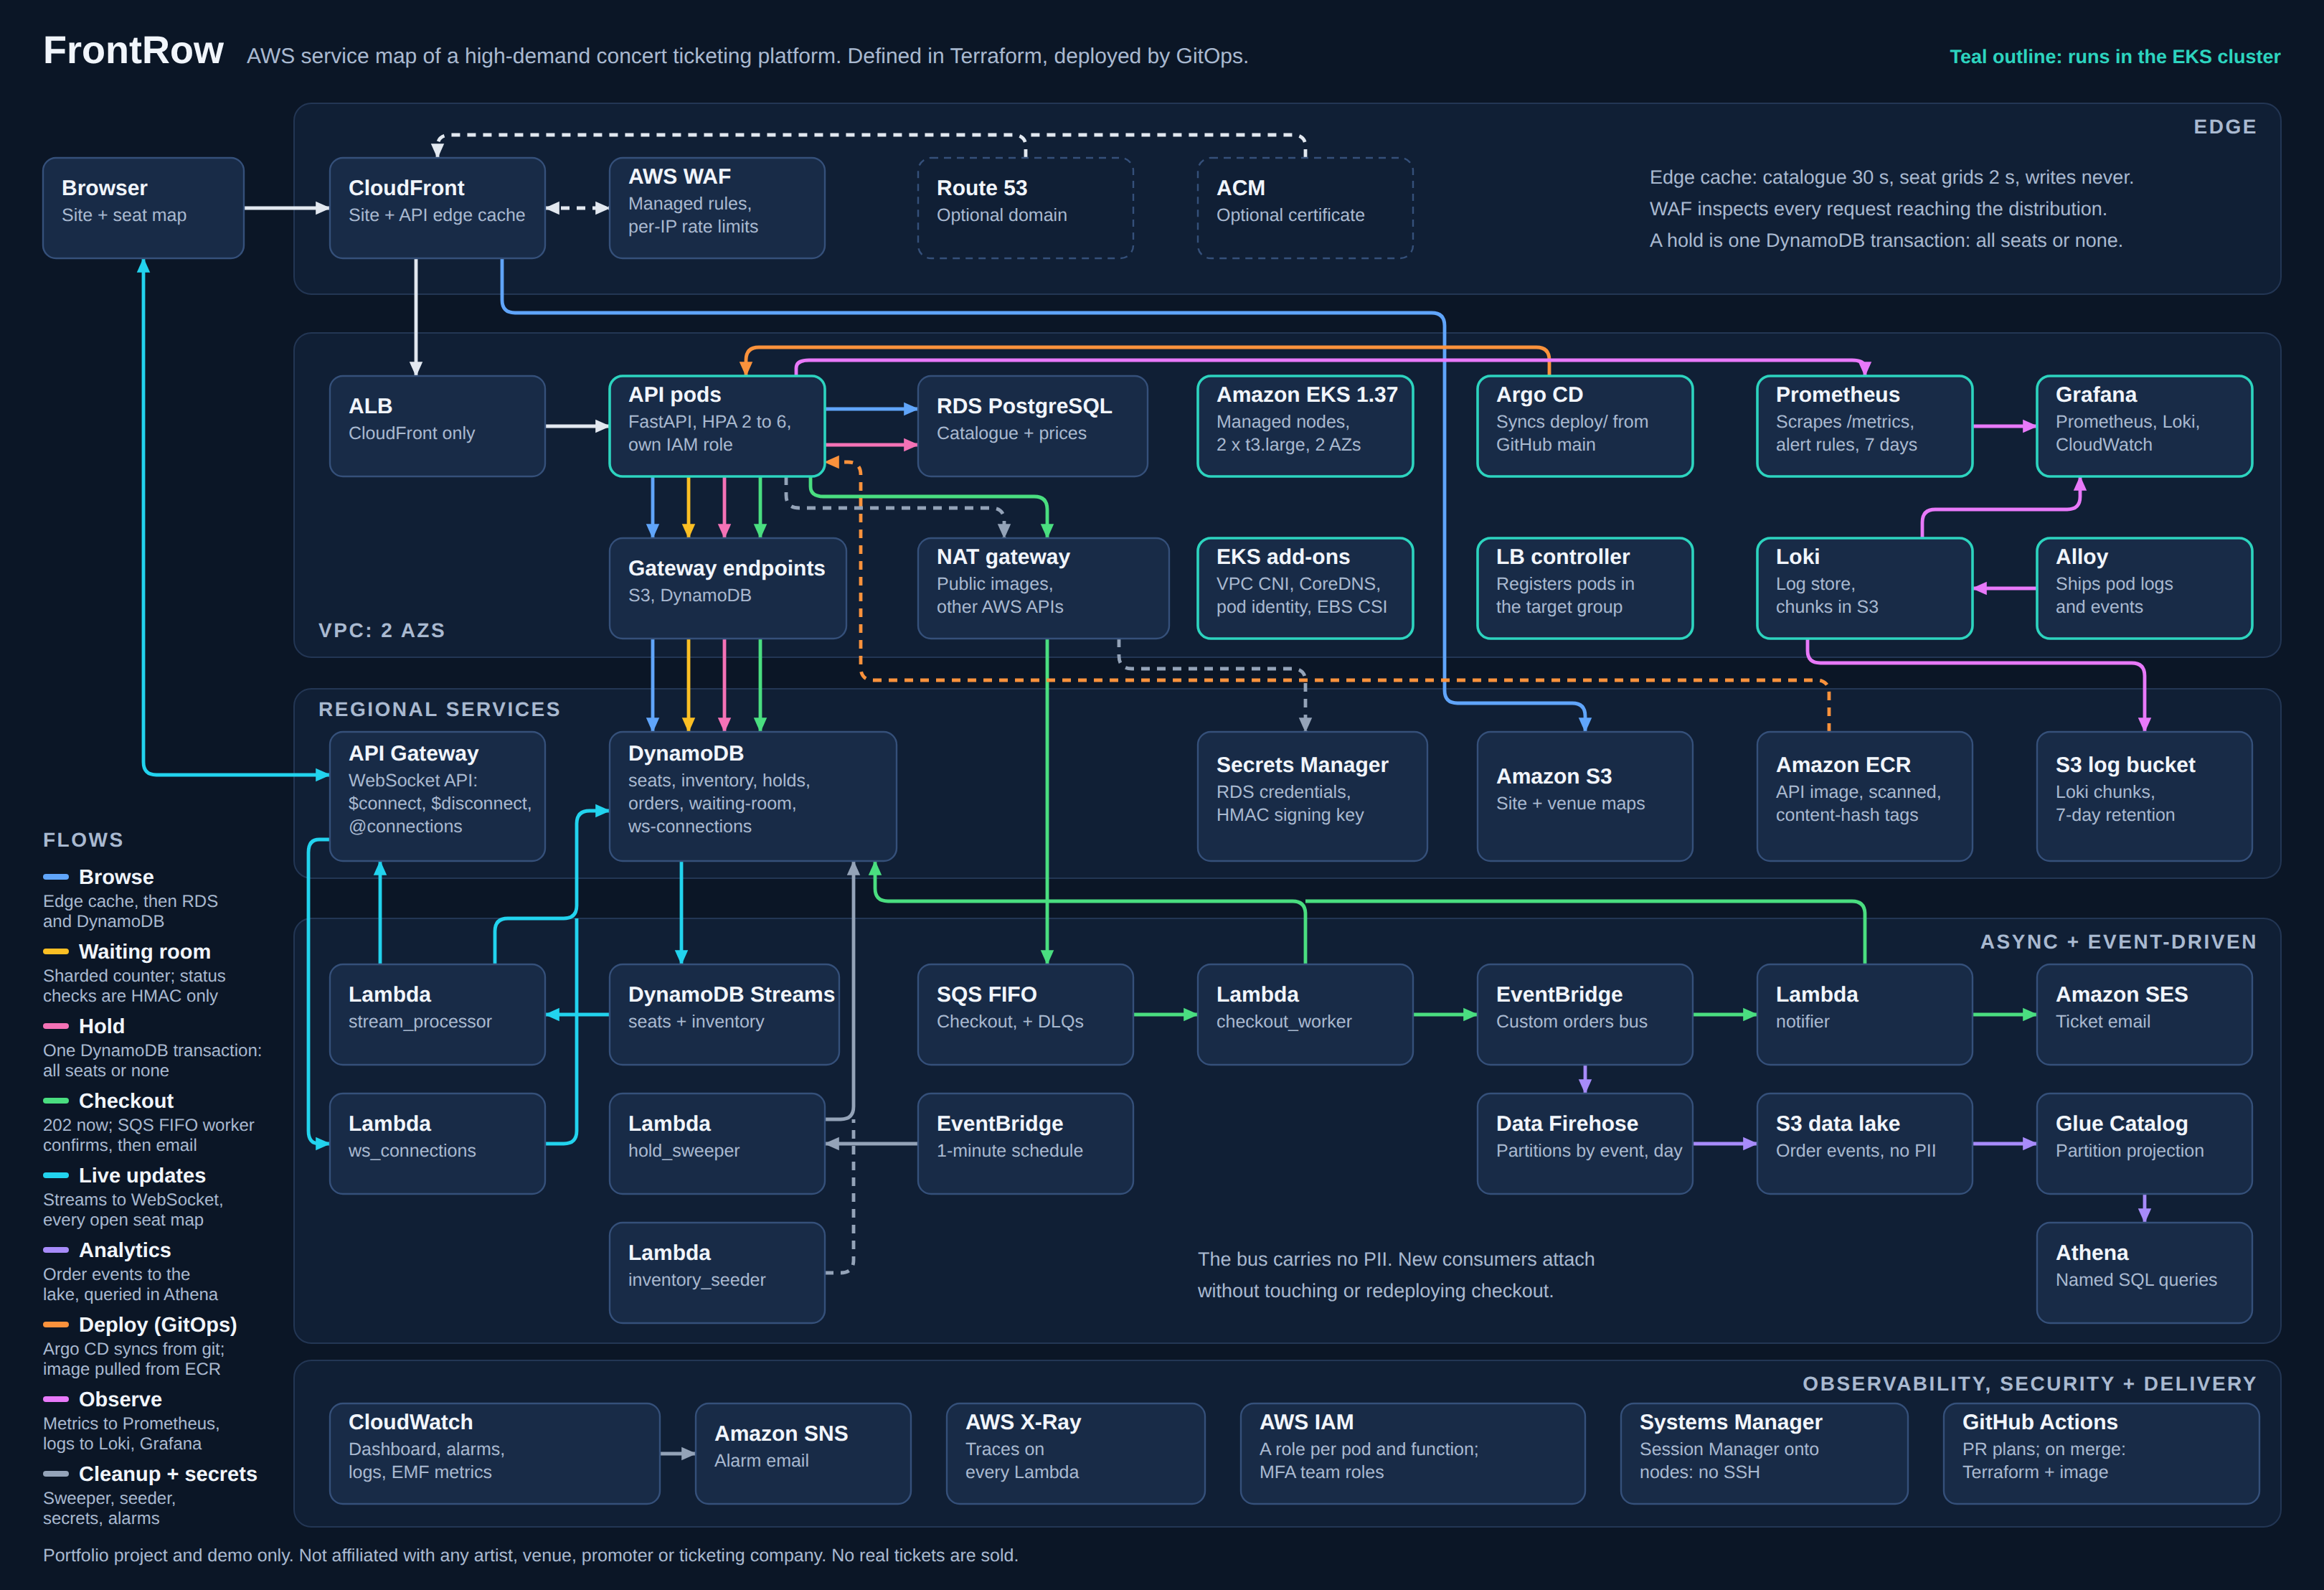 FrontRow
AWS service map of a high-demand concert ticketing platform. Defined in Terraform, deployed by GitOps.
Teal outline: runs in the EKS cluster
EDGE
Browser
Site + seat map
CloudFront
Site + API edge cache
AWS WAF
Managed rules,
per-IP rate limits
Route 53
Optional domain
ACM
Optional certificate
Edge cache: catalogue 30 s, seat grids 2 s, writes never.
WAF inspects every request reaching the distribution.
A hold is one DynamoDB transaction: all seats or none.
ALB
CloudFront only
API pods
FastAPI, HPA 2 to 6,
own IAM role
RDS PostgreSQL
Catalogue + prices
Amazon EKS 1.37
Managed nodes,
2 x t3.large, 2 AZs
Argo CD
Syncs deploy/ from
GitHub main
Prometheus
Scrapes /metrics,
alert rules, 7 days
Grafana
Prometheus, Loki,
CloudWatch
Gateway endpoints
S3, DynamoDB
NAT gateway
Public images,
other AWS APIs
EKS add-ons
VPC CNI, CoreDNS,
pod identity, EBS CSI
LB controller
Registers pods in
the target group
Loki
Log store,
chunks in S3
Alloy
Ships pod logs
and events
VPC: 2 AZS
REGIONAL SERVICES
API Gateway
WebSocket API:
$connect, $disconnect,
@connections
DynamoDB
seats, inventory, holds,
orders, waiting-room,
ws-connections
Secrets Manager
RDS credentials,
HMAC signing key
Amazon S3
Site + venue maps
Amazon ECR
API image, scanned,
content-hash tags
S3 log bucket
Loki chunks,
7-day retention
FLOWS
Browse
Edge cache, then RDS
and DynamoDB
Waiting room
Sharded counter; status
checks are HMAC only
Hold
One DynamoDB transaction:
all seats or none
Checkout
202 now; SQS FIFO worker
confirms, then email
Live updates
Streams to WebSocket,
every open seat map
Analytics
Order events to the
lake, queried in Athena
Deploy (GitOps)
Argo CD syncs from git;
image pulled from ECR
Observe
Metrics to Prometheus,
logs to Loki, Grafana
Cleanup + secrets
Sweeper, seeder,
secrets, alarms
ASYNC + EVENT-DRIVEN
Lambda
stream_processor
DynamoDB Streams
seats + inventory
SQS FIFO
Checkout, + DLQs
Lambda
checkout_worker
EventBridge
Custom orders bus
Lambda
notifier
Amazon SES
Ticket email
Lambda
ws_connections
Lambda
hold_sweeper
EventBridge
1-minute schedule
Data Firehose
Partitions by event, day
S3 data lake
Order events, no PII
Glue Catalog
Partition projection
Lambda
inventory_seeder
The bus carries no PII. New consumers attach
without touching or redeploying checkout.
Athena
Named SQL queries
OBSERVABILITY, SECURITY + DELIVERY
CloudWatch
Dashboard, alarms,
logs, EMF metrics
Amazon SNS
Alarm email
AWS X-Ray
Traces on
every Lambda
AWS IAM
A role per pod and function;
MFA team roles
Systems Manager
Session Manager onto
nodes: no SSH
GitHub Actions
PR plans; on merge:
Terraform + image
Portfolio project and demo only. Not affiliated with any artist, venue, promoter or ticketing company. No real tickets are sold.